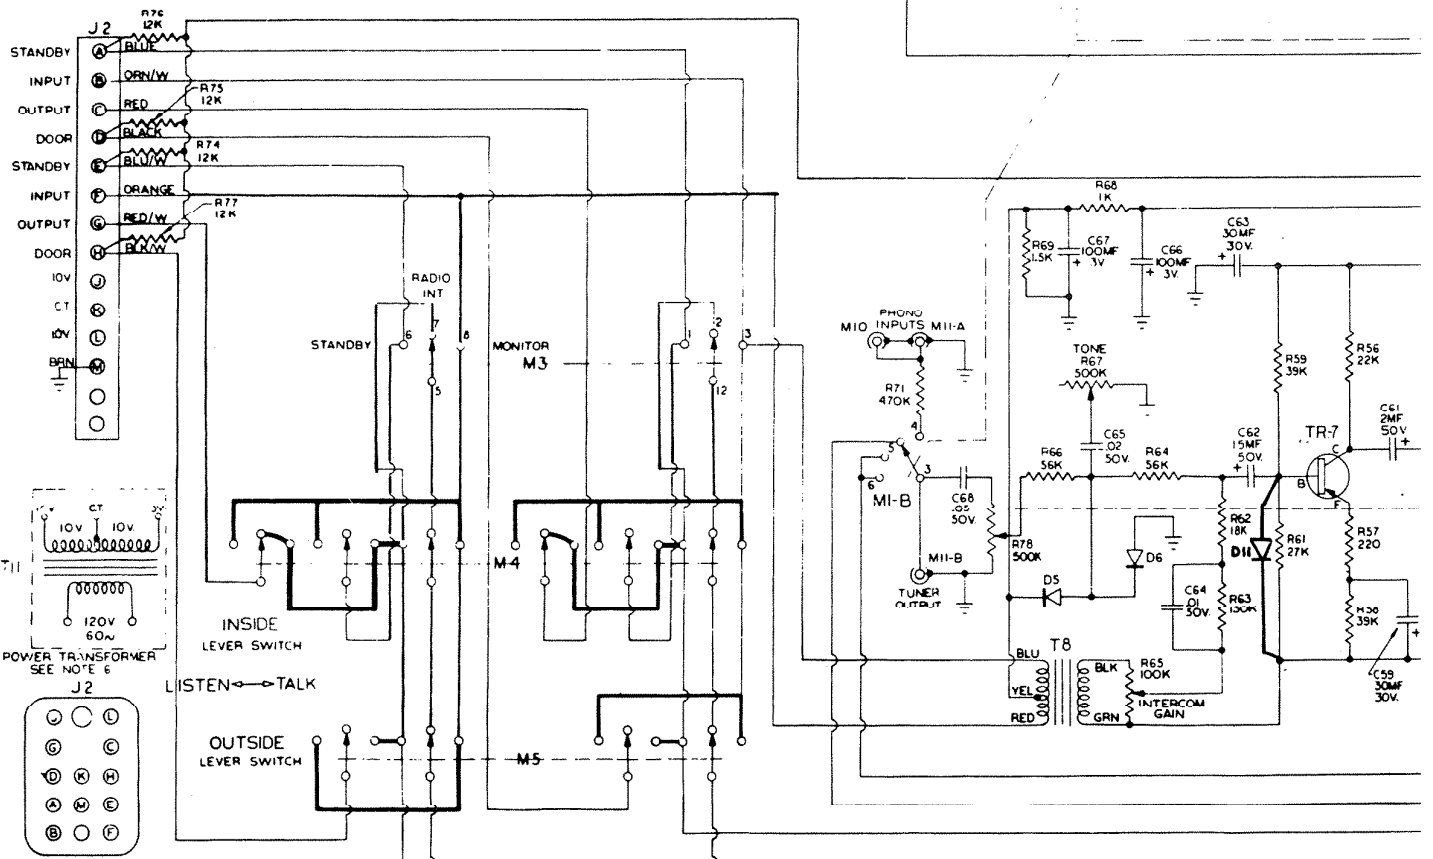 J2
R76
12K
STANDBY A BLUE
INPUT B ORN/W
R75
12K
OUTPUT C RED
DOOR D BLACK
R74
12K
STANDBY E BLU/W
INPUT F ORANGE
R77
12K
OUTPUT G RED/W
DOOR H BLK/W
10V J
C.T K
10V L
BRN M
RADIO
INT
STANDBY
6
7
8
5
MONITOR
M3
1
2
3
12
R68
1K
R69
1.5K
C67
100MF
3V
C66
100MF
3V.
C63
30MF
30V.
+
PHONO
INPUTS
M10
M11-A
R71
470K
TONE
R67
500K
R59
39K
R56
22K
C61
2MF
50V
+
TR-7
C
B
4
5
6
3
M1-B
C68
.05
50V.
R66
56K
C65
.02
50V.
R64
56K
C62
15MF
50V.
+
R78
500K
R62
18K
D11
R61
27K
R57
220
M11-B
TUNER
OUTPUT
D5
D6
C64
.01
50V.
R63
39K
C59
30MF
30V.
C.T
10V 10V.
T11
120V
60~
POWER TRANSFORMER
SEE NOTE 6
M4
INSIDE
LEVER SWITCH
LISTEN TALK
OUTSIDE
LEVER SWITCH
M5
T8
BLU
YEL
RED
BLK
GRN
R65
100K
INTERCOM
GAIN
J2
J L
G C
D K H
A M E
B F